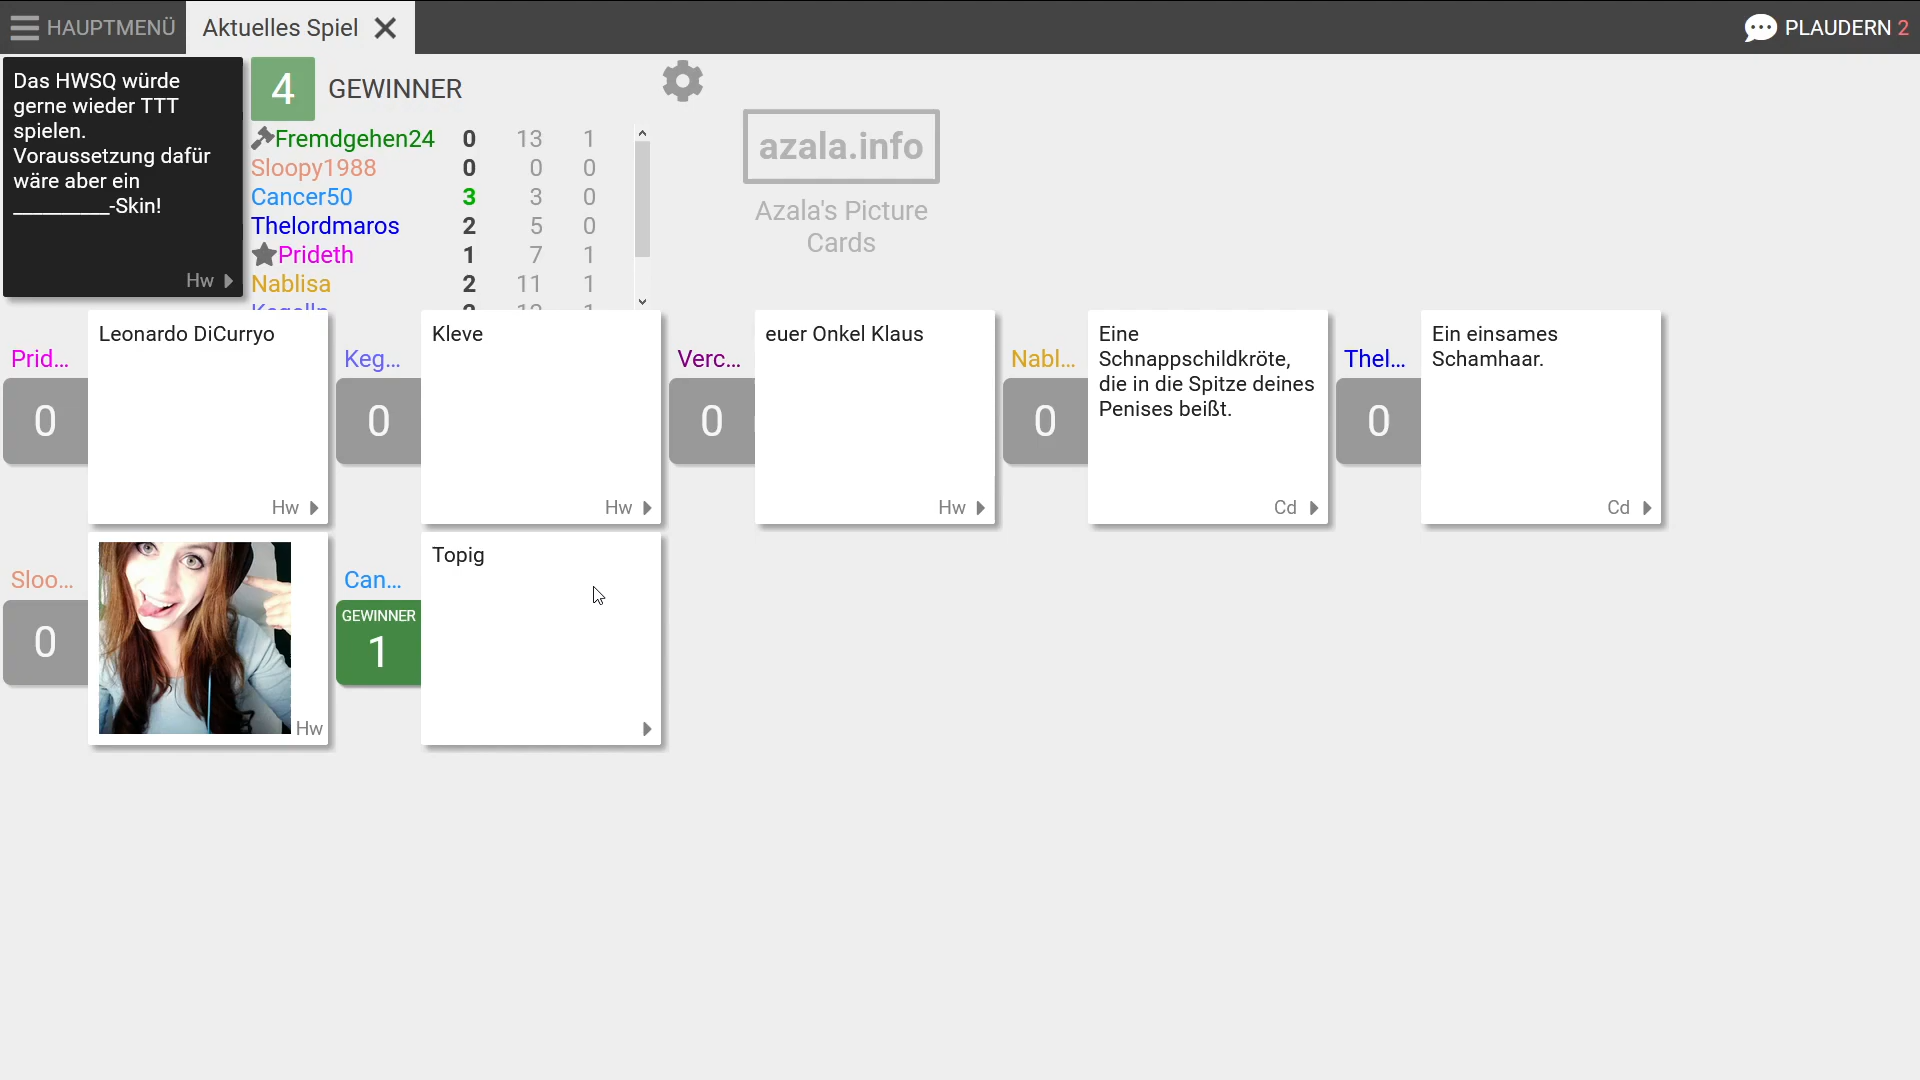 HAUPTMENÜ
Aktuelles Spiel
PLAUDERN 2
Das HWSQ würde
gerne wieder TTT
spielen.
Voraussetzung dafür
wäre aber ein
_________-Skin!
Hw
4 GEWINNER
Fremdgehen24 0 13 1
Sloopy1988 0 0 0
Cancer50 3 3 0
Thelordmaros 2 5 0
Prideth 1 7 1
Nablisa 2 11 1
azala.info
Azala's Picture
Cards
Prid...
0
Leonardo DiCurryo
Hw
Keg...
0
Kleve
Hw
Verc...
0
euer Onkel Klaus
Hw
Nabl...
0
Eine
Schnappschildkröte,
die in die Spitze deines
Penises beißt.
Cd
Thel...
0
Ein einsames
Schamhaar.
Cd
Sloo...
0
Hw
Can...
GEWINNER
1
Topig